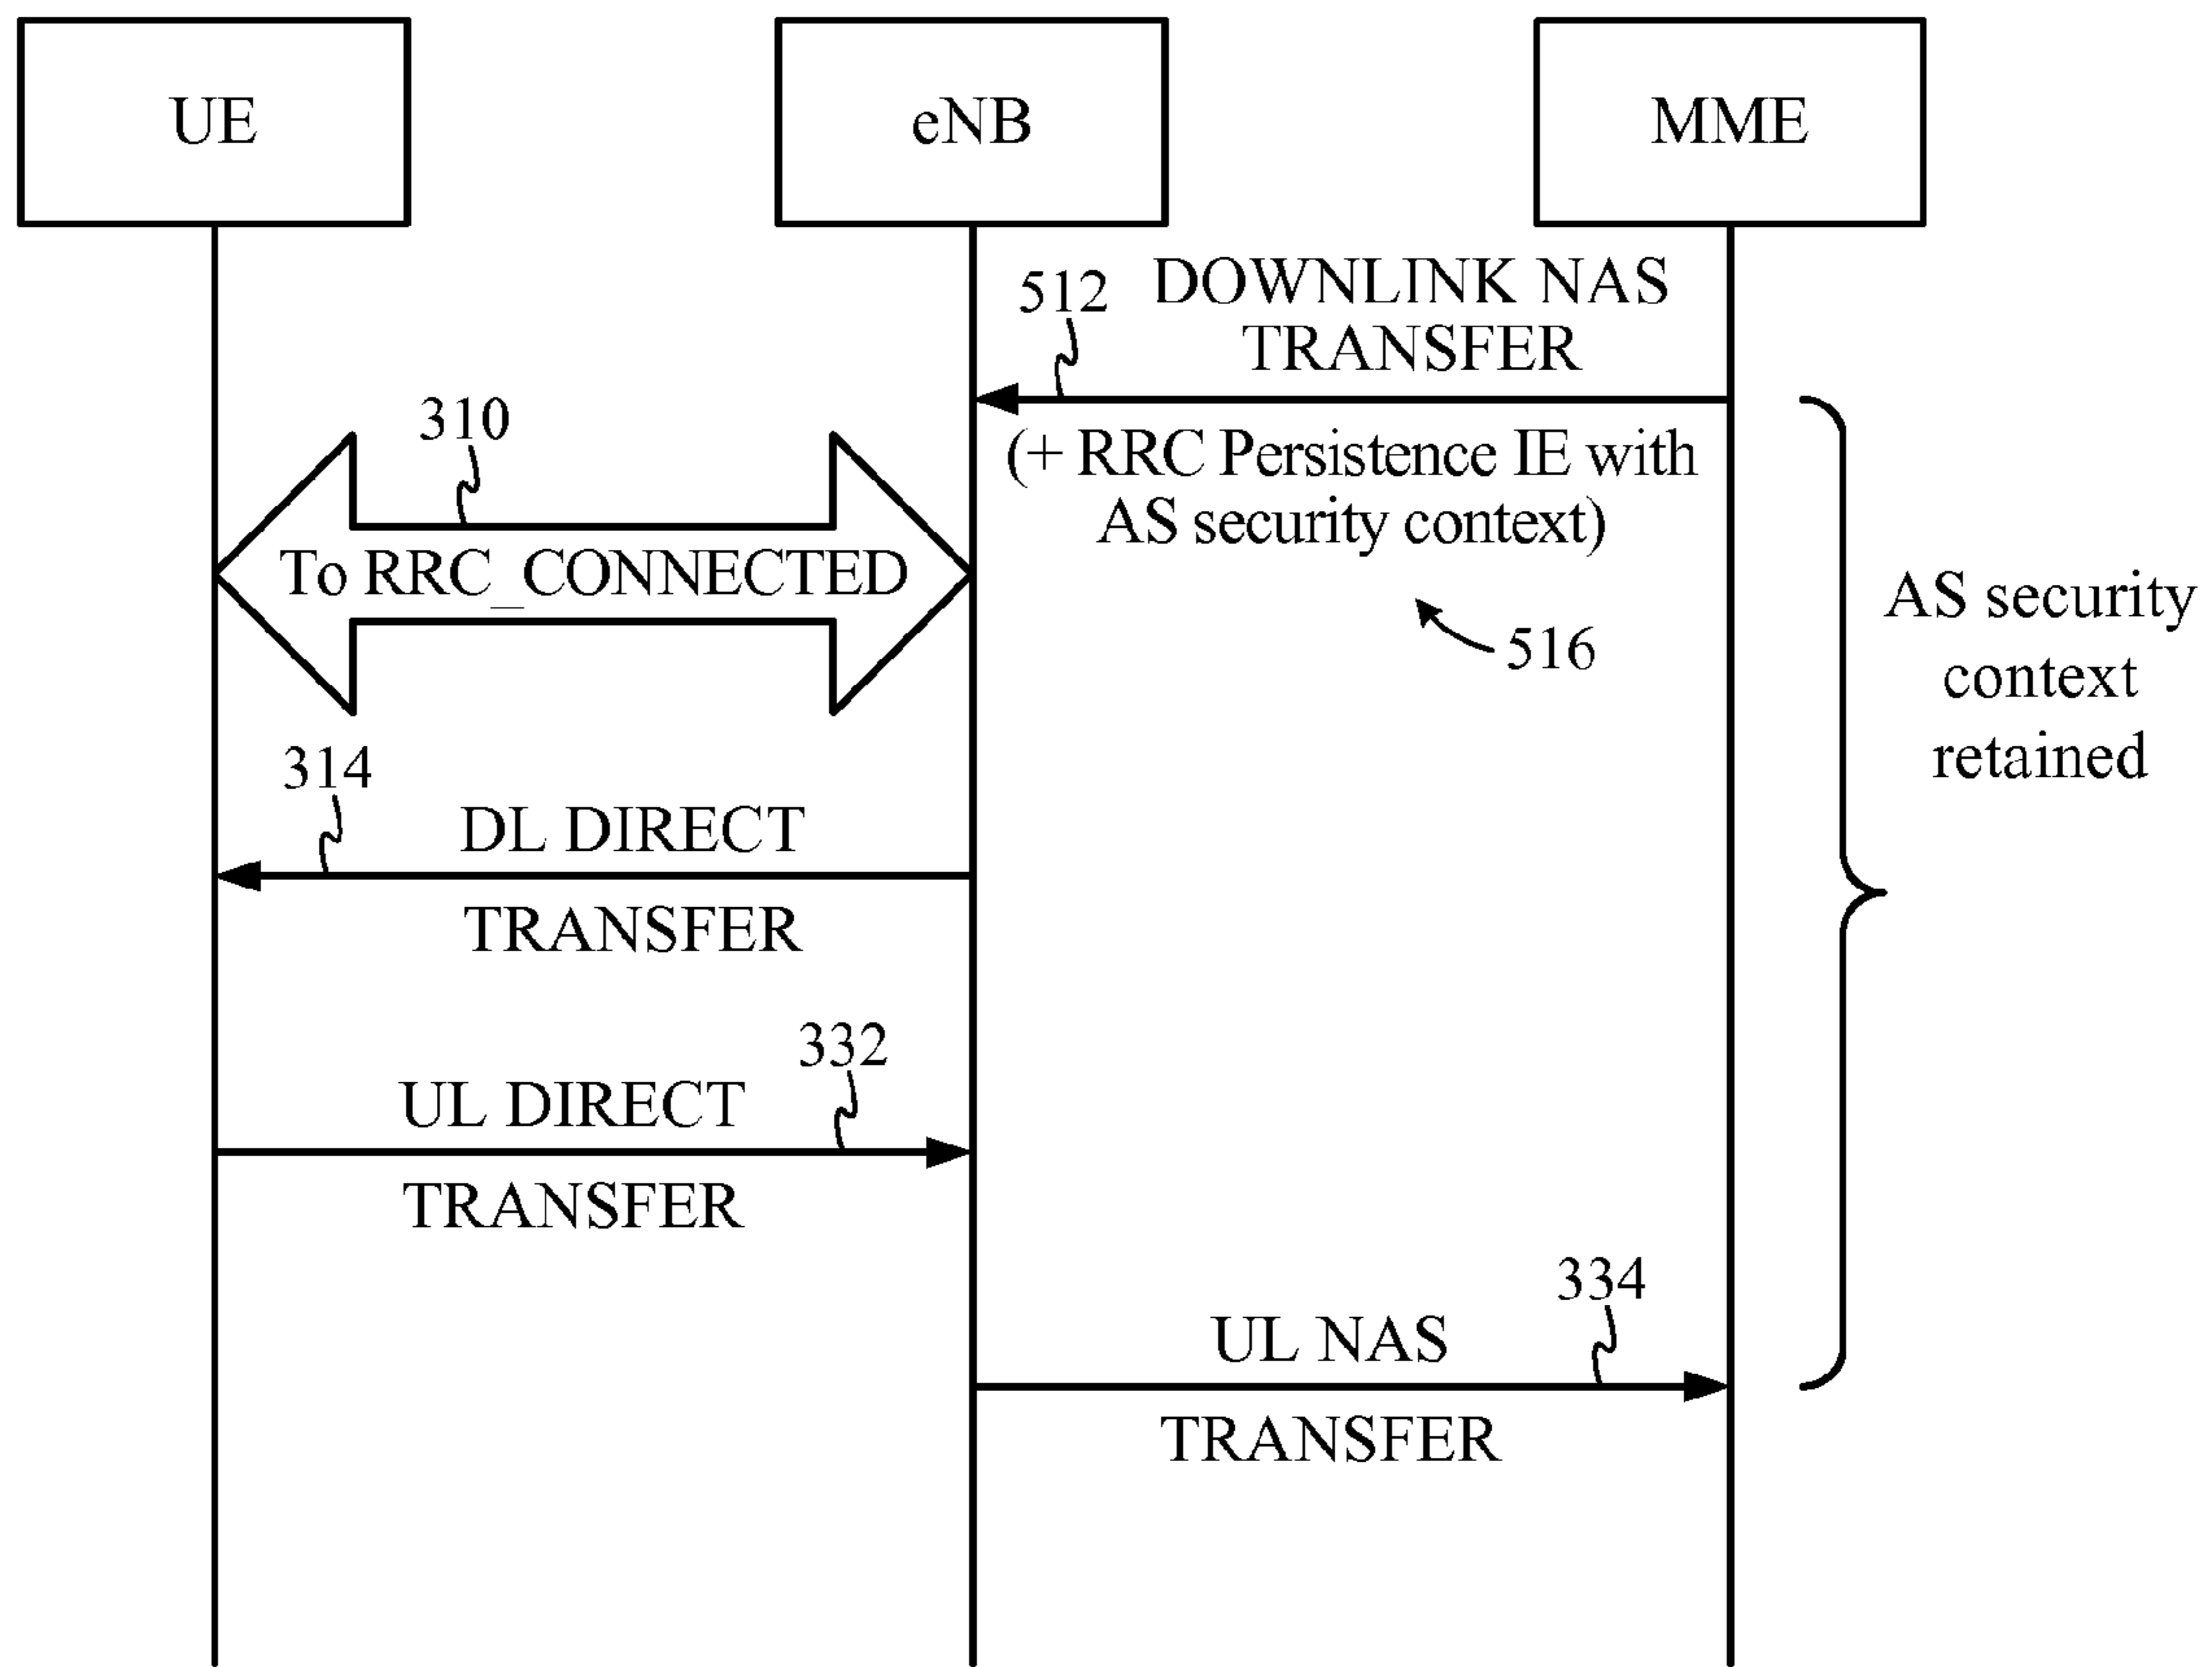 UE
eNB
MME
512
DOWNLINK NAS
TRANSFER
310
(+ RRC Persistence IE with
AS security context)
To RRC_CONNECTED
516
AS security
context
retained
314
DL DIRECT
TRANSFER
332
UL DIRECT
TRANSFER
334
UL NAS
TRANSFER